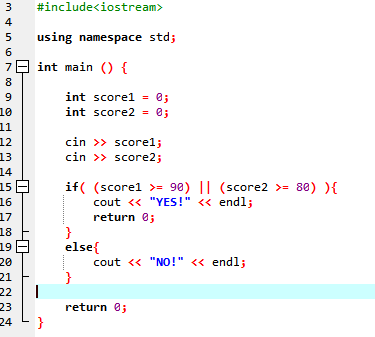 3 #include<iostream>
4
5 using namespace std;
6
7 int main () {
8
9 int score1 = 0;
10 int score2 = 0;
11
12 cin >> score1;
13 cin >> score2;
14
15 if( (score1 >= 90) || (score2 >= 80) ){
16 cout << "YES!" << endl;
17 return 0;
18 }
19 else{
20 cout << "NO!" << endl;
21 }
22
23 return 0;
24 }